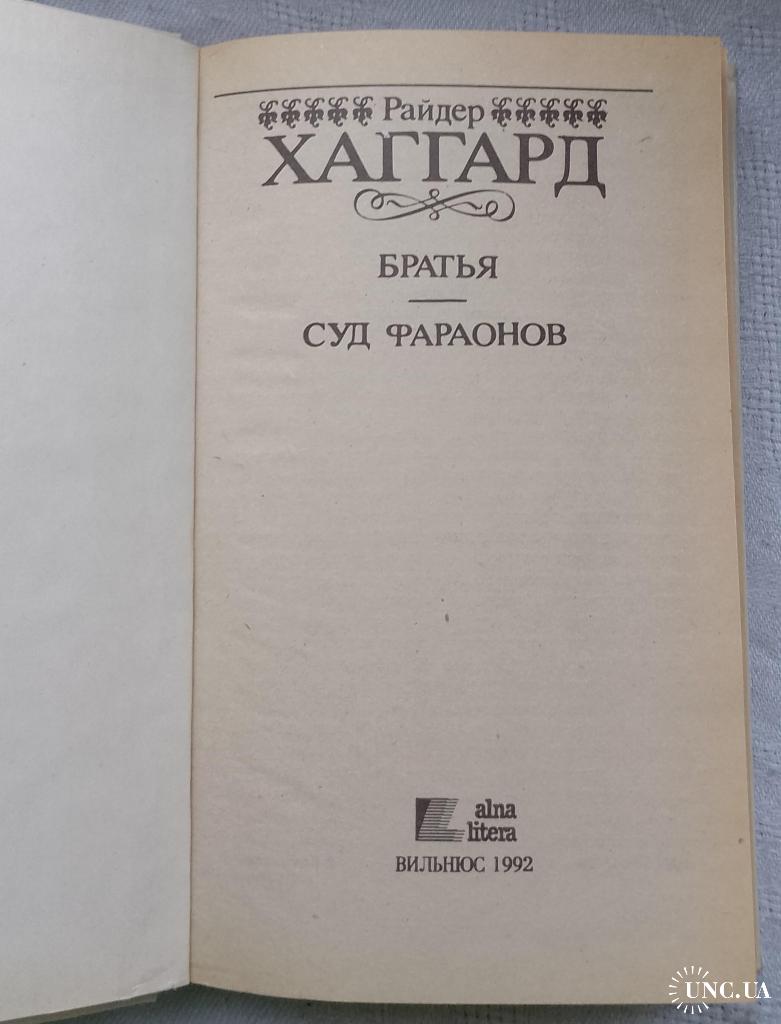 Райдер
ХАГГАРД
БРАТЬЯ
СУД ФАРАОНОВ
alna
litera
ВИЛЬНЮС 1992
UNC.UA